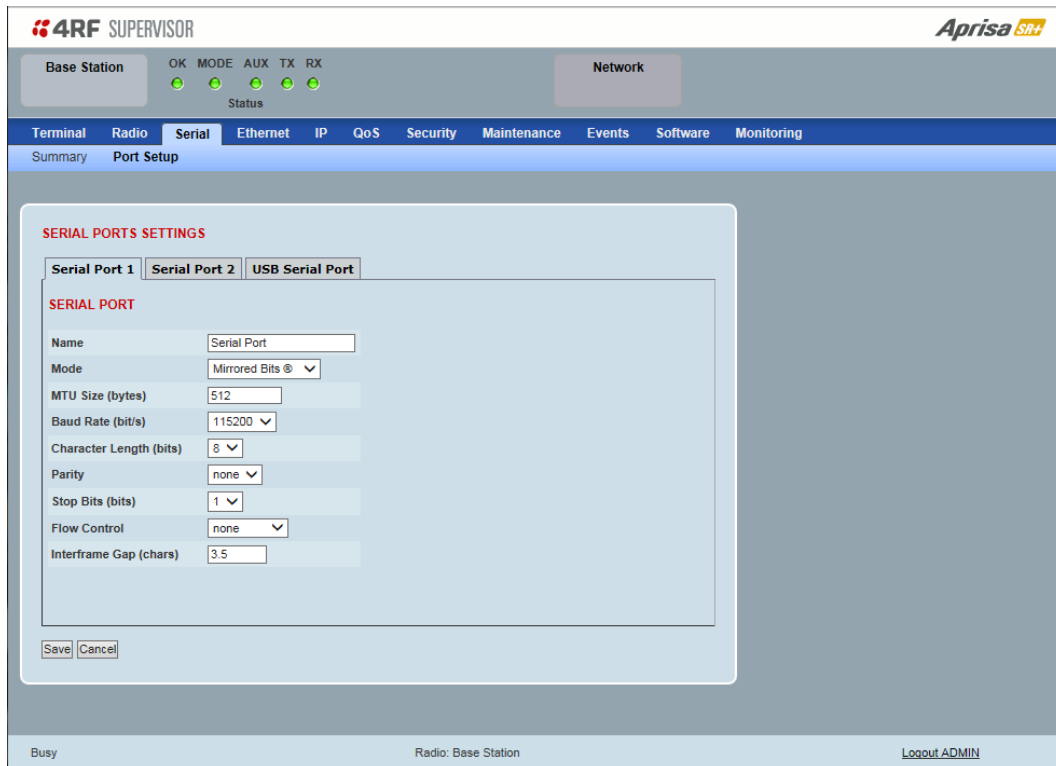 4RF SUPERVISOR
Aprisa SR+
Base Station
OK MODE AUX TX RX
Status
Network
Terminal Radio Serial Ethernet IP QoS Security Maintenance Events Software Monitoring
Summary Port Setup
SERIAL PORTS SETTINGS
Serial Port 1 Serial Port 2 USB Serial Port
SERIAL PORT
Name Serial Port
Mode Mirrored Bits ®
MTU Size (bytes) 512
Baud Rate (bit/s) 115200
Character Length (bits) 8
Parity none
Stop Bits (bits) 1
Flow Control none
Interframe Gap (chars) 3.5
Save Cancel
Busy Radio: Base Station Logout ADMIN